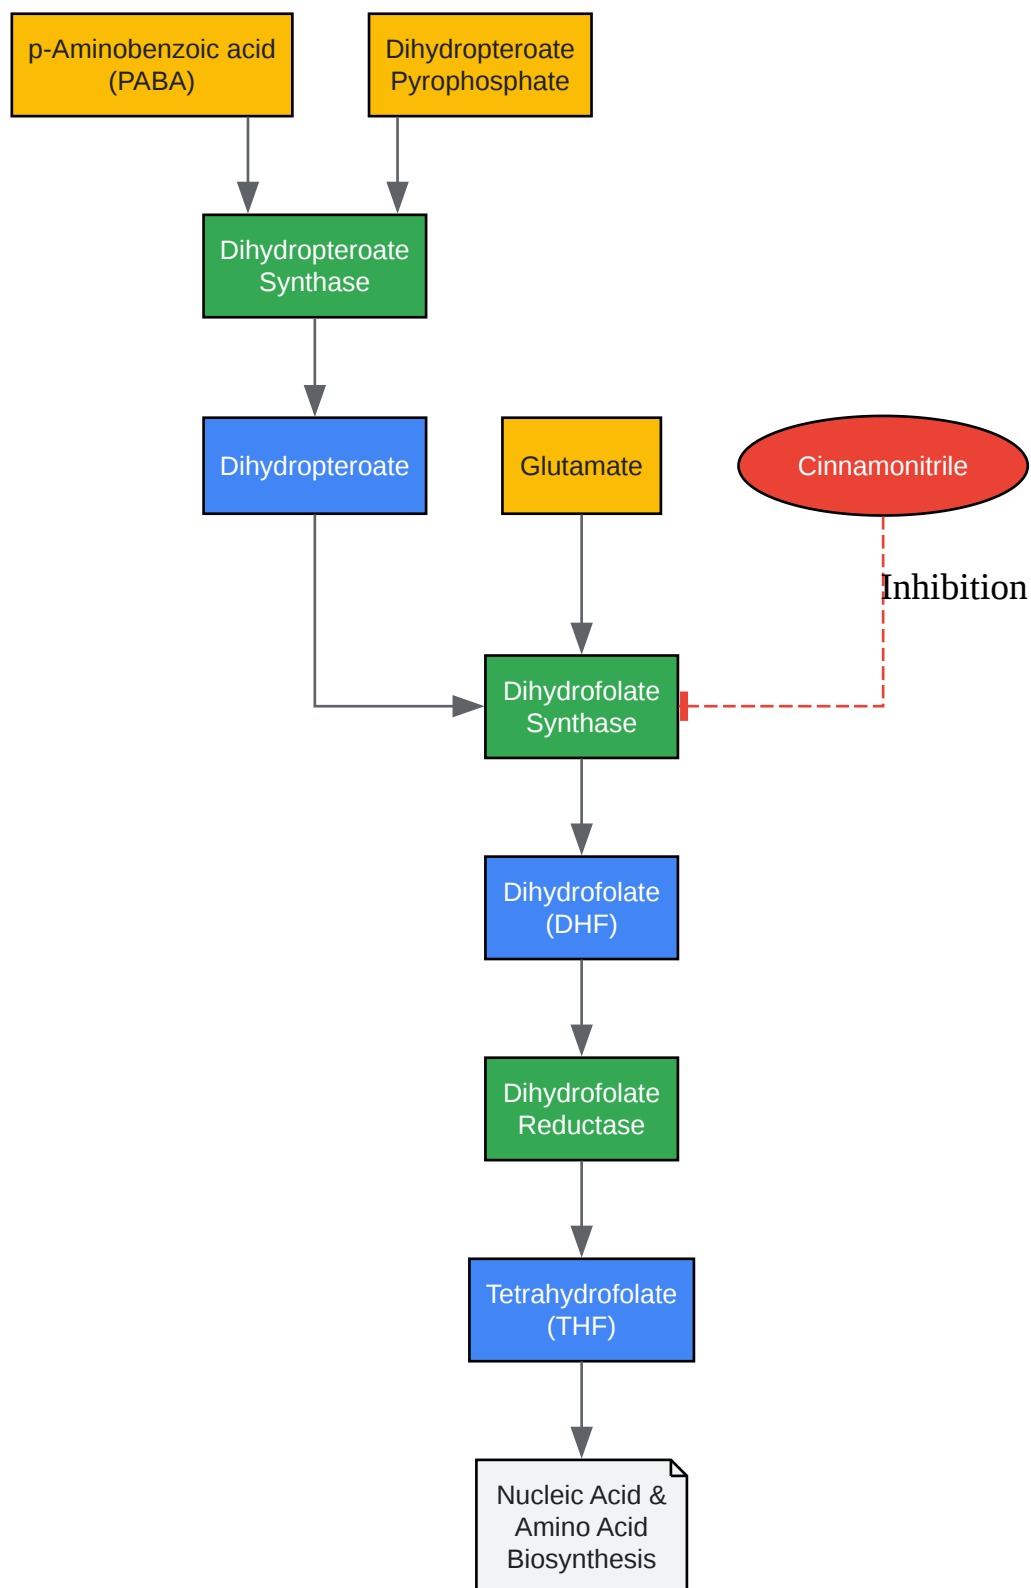 p-Aminobenzoic acid
(PABA)
Dihydropteroate
Pyrophosphate
Dihydropteroate
Synthase
Dihydropteroate
Glutamate
Cinnamonitrile
Inhibition
Dihydrofolate
Synthase
Dihydrofolate
(DHF)
Dihydrofolate
Reductase
Tetrahydrofolate
(THF)
Nucleic Acid &
Amino Acid
Biosynthesis